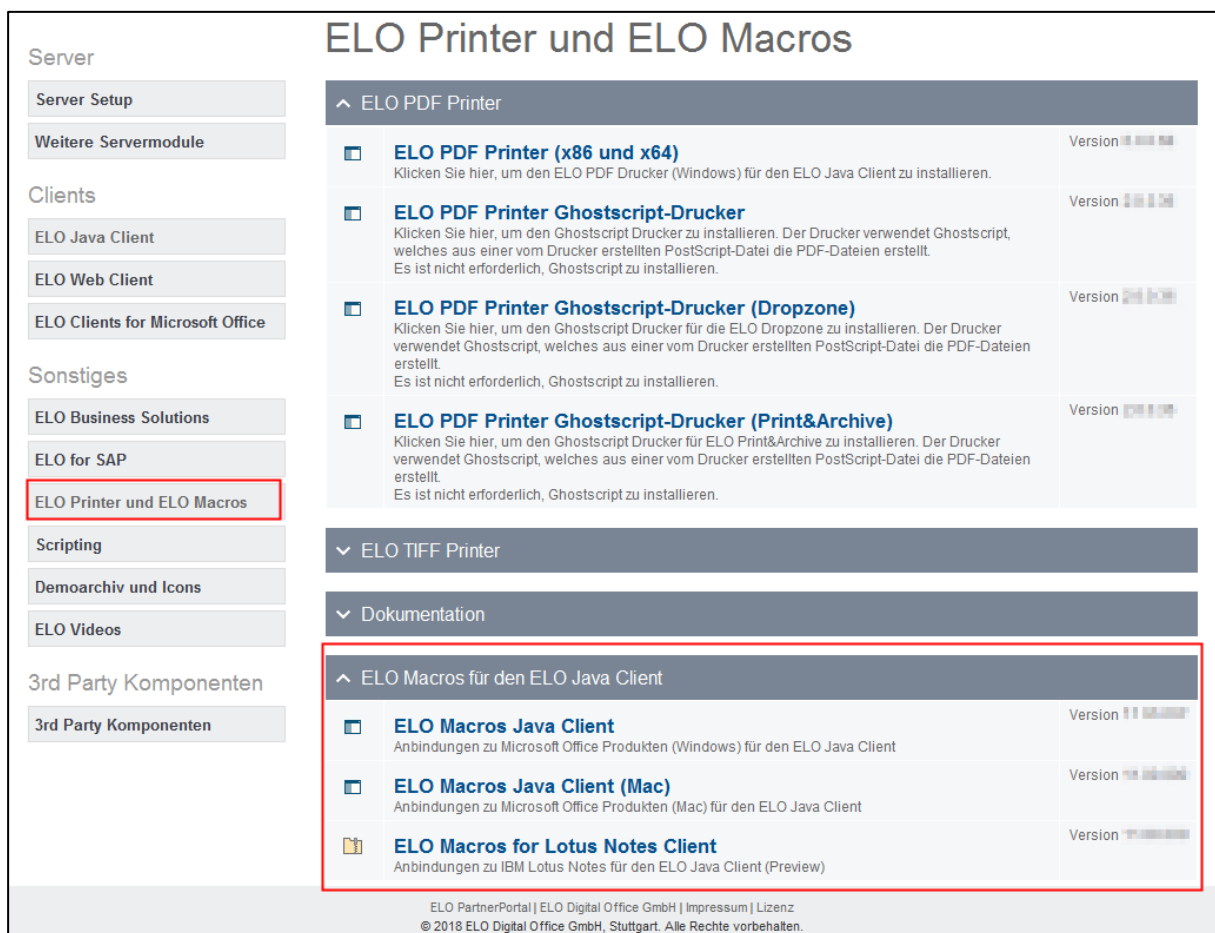 Server
Server Setup
Weitere Servermodule
Clients
ELO Java Client
ELO Web Client
ELO Clients for Microsoft Office
Sonstiges
ELO Business Solutions
ELO for SAP
ELO Printer und ELO Macros
Scripting
Demoarchiv und Icons
ELO Videos
3rd Party Komponenten
3rd Party Komponenten
ELO Printer und ELO Macros
ELO PDF Printer
ELO PDF Printer (x86 und x64)
Klicken Sie hier, um den ELO PDF Drucker (Windows) für den ELO Java Client zu installieren.
Version
ELO PDF Printer Ghostscript-Drucker
Klicken Sie hier, um den Ghostscript Drucker zu installieren. Der Drucker verwendet Ghostscript,
welches aus einer vom Drucker erstellten PostScript-Datei die PDF-Dateien erstellt.
Es ist nicht erforderlich, Ghostscript zu installieren.
Version
ELO PDF Printer Ghostscript-Drucker (Dropzone)
Klicken Sie hier, um den Ghostscript Drucker für die ELO Dropzone zu installieren. Der Drucker
verwendet Ghostscript, welches aus einer vom Drucker erstellten PostScript-Datei die PDF-Dateien
erstellt.
Es ist nicht erforderlich, Ghostscript zu installieren.
Version
ELO PDF Printer Ghostscript-Drucker (Print&Archive)
Klicken Sie hier, um den Ghostscript Drucker für ELO Print&Archive zu installieren. Der Drucker
verwendet Ghostscript, welches aus einer vom Drucker erstellten PostScript-Datei die PDF-Dateien
erstellt.
Es ist nicht erforderlich, Ghostscript zu installieren.
Version
ELO TIFF Printer
Dokumentation
ELO Macros für den ELO Java Client
ELO Macros Java Client
Anbindungen zu Microsoft Office Produkten (Windows) für den ELO Java Client
Version
ELO Macros Java Client (Mac)
Anbindungen zu Microsoft Office Produkten (Mac) für den ELO Java Client
Version
ELO Macros for Lotus Notes Client
Anbindungen zu IBM Lotus Notes für den ELO Java Client (Preview)
Version
ELO PartnerPortal | ELO Digital Office GmbH | Impressum | Lizenz
© 2018 ELO Digital Office GmbH, Stuttgart. Alle Rechte vorbehalten.